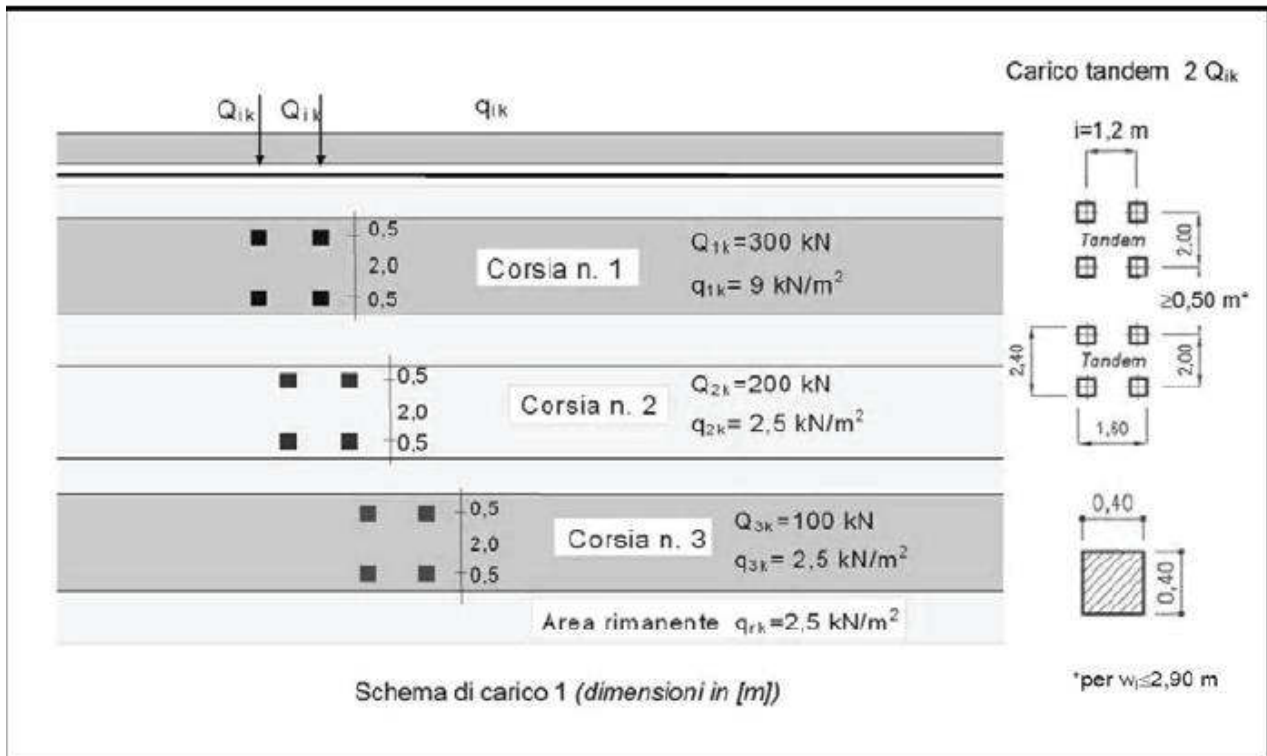 Carico tandem 2 Qik
Qik Qik qik
i=1,2 m
0,5
2,0
0,5
Corsia n. 1
Q1k=300 kN
q1k= 9 kN/m²
Tandem
2.00
≥0,50 m*
0,5
2,0
0,5
Corsia n. 2
Q2k=200 kN
q2k= 2,5 kN/m²
2,40
Tandem
2.00
1,60
0,5
2,0
0,5
Corsia n. 3
Q3k=100 kN
q3k= 2,5 kN/m²
0,40
0,40
Area rimanente qrk=2,5 kN/m²
Schema di carico 1 (dimensioni in [m])
*per wi≤2,90 m